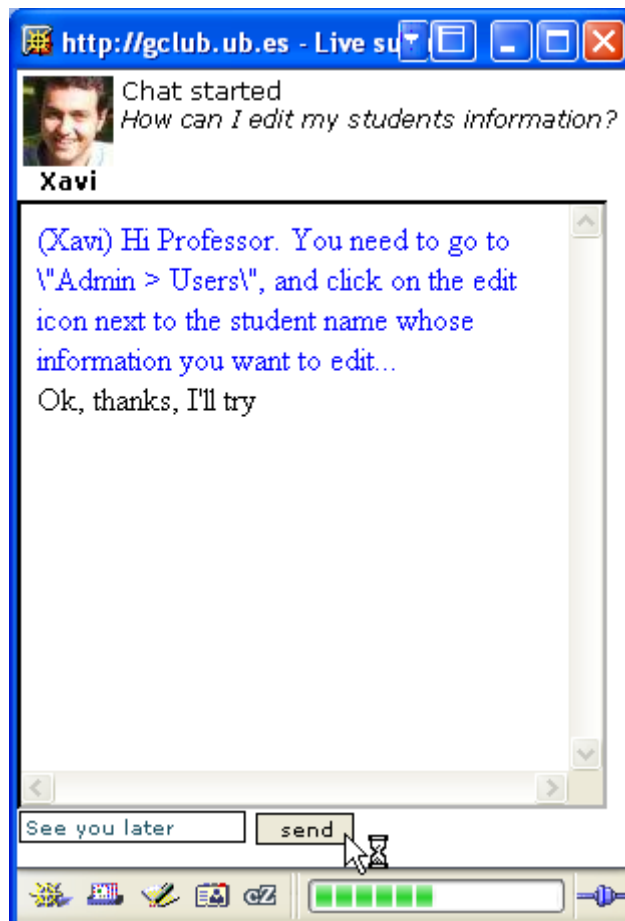 http://gclub.ub.es - Live su
Chat started
How can I edit my students information?
Xavi
(Xavi) Hi Professor. You need to go to
\"Admin > Users\", and click on the edit
icon next to the student name whose
information you want to edit...
Ok, thanks, I'll try
See you later
send
cZ